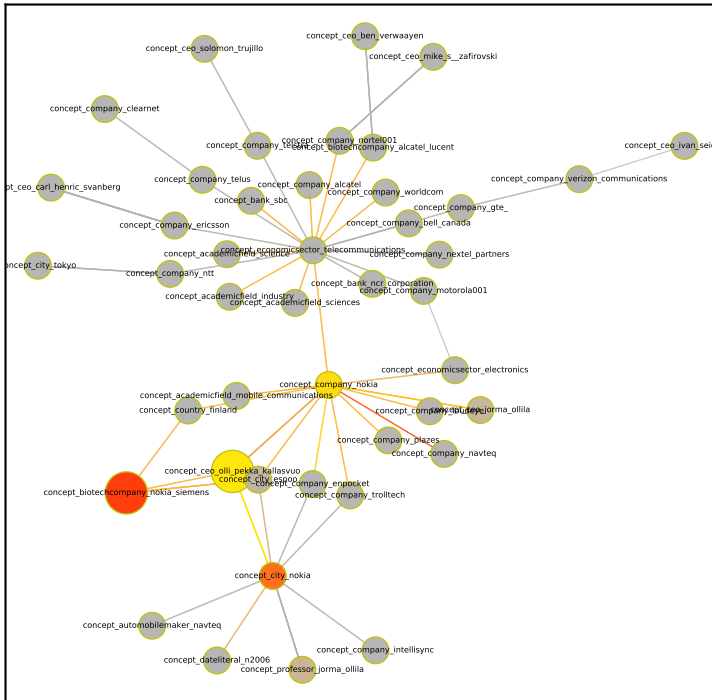 concept_ceo_ben_verwaayen
concept_ceo_solomon_trujillo
concept_ceo_mike_s__zafirovski
concept_company_clearnet
concept_company_nortel001
concept_biotechcompany_alcatel_lucent
concept_ceo_ivan_sei
concept_company_telus
concept_company_alcatel
concept_company_verizon_communications
pt_ceo_carl_henric_svanberg
concept_bank_sbc
concept_company_worldcom
concept_company_gte_
concept_company_ericsson
concept_company_bell_canada
concept_economicsector_telecommunications
concept_academicfield_science
concept_company_nextel_partners
oncept_city_tokyo
concept_company_ntt
concept_bank_ncr_corporation
concept_company_motorola001
concept_academicfield_industry
concept_academicfield_sciences
concept_economicsector_electronics
concept_company_nokia
concept_academicfield_mobile_communications
concept_country_finland
concept_ceo_jorma_ollila
concept_company_plazes
concept_company_navteq
concept_ceo_olli_pekka_kallasvuo
concept_city_espoo
concept_company_enpocket
concept_biotechcompany_nokia_siemens
concept_company_trolltech
concept_city_nokia
concept_automobilemaker_navteq
concept_company_intellisync
concept_dateliteral_n2006
concept_professor_jorma_ollila